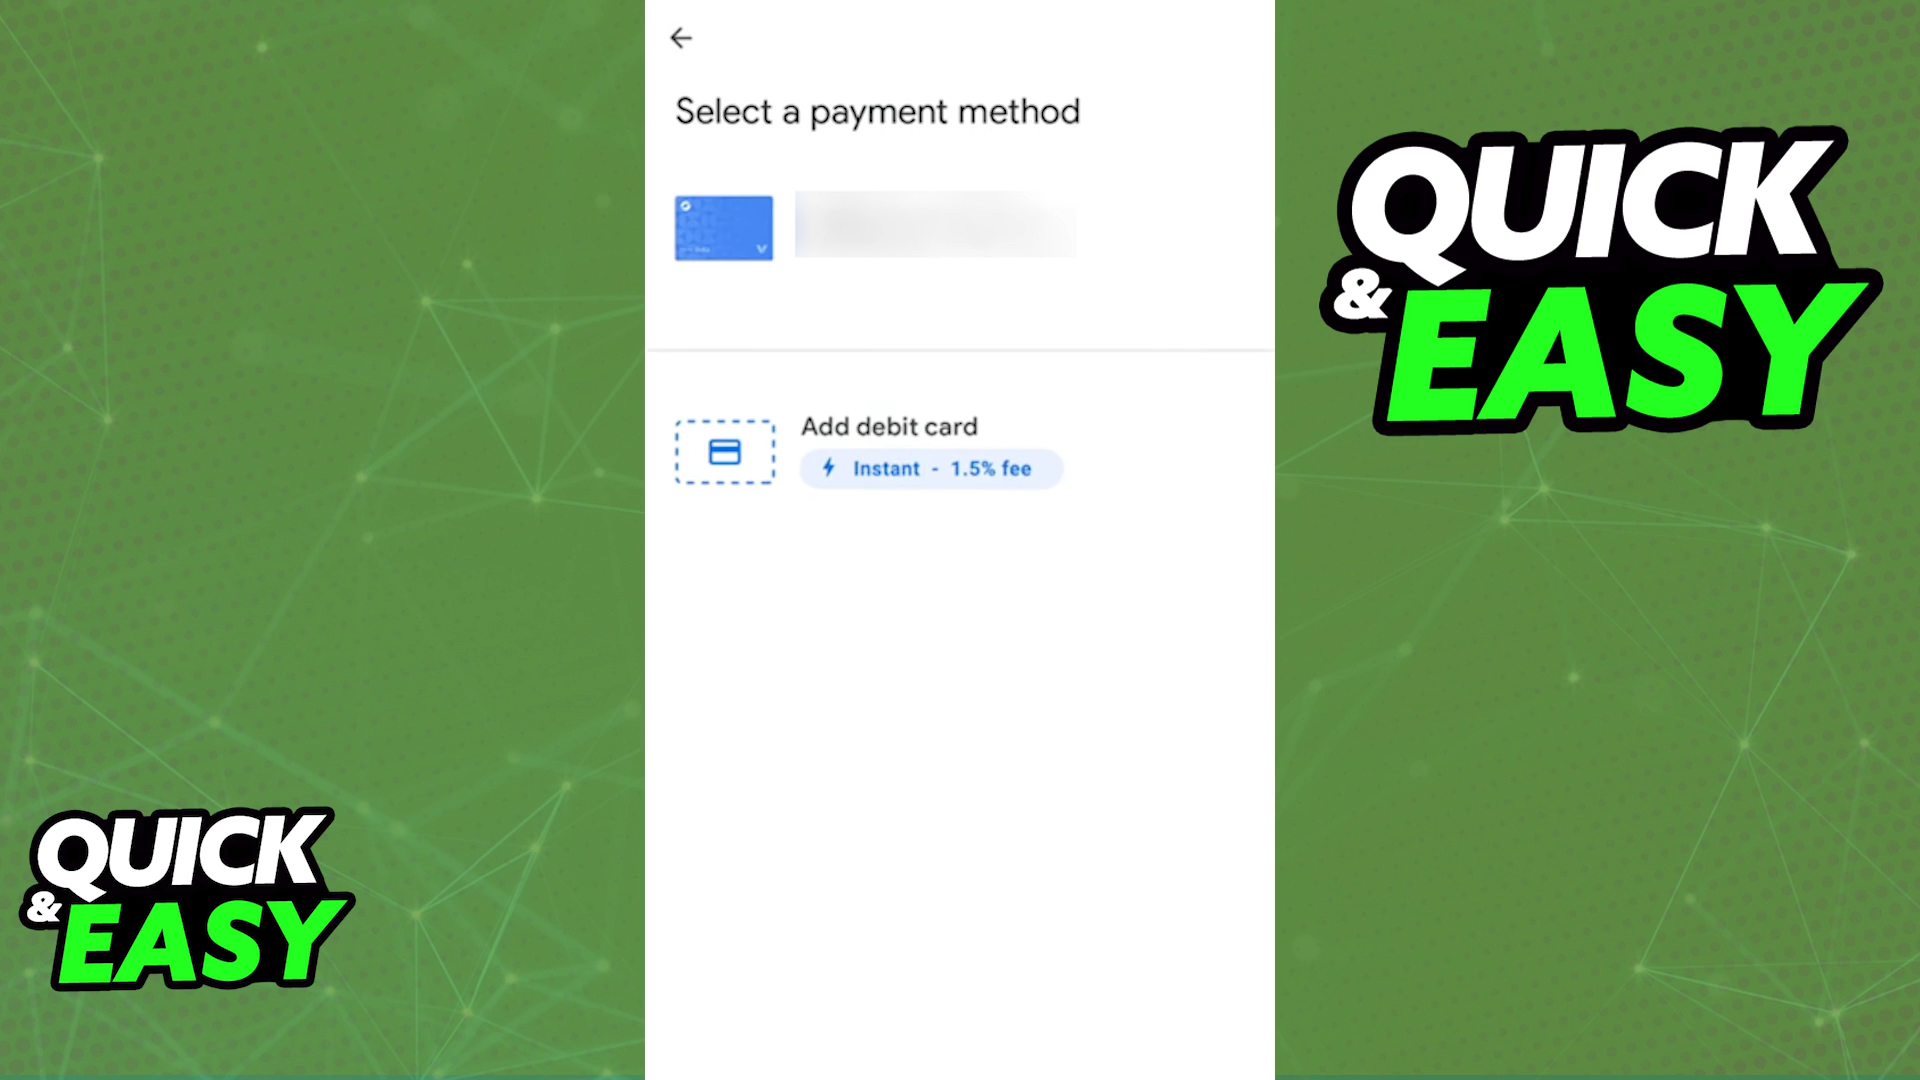 Select a payment method
Add debit card
Instant - 1.5% fee
QUICK
& EASY
QUICK
& EASY